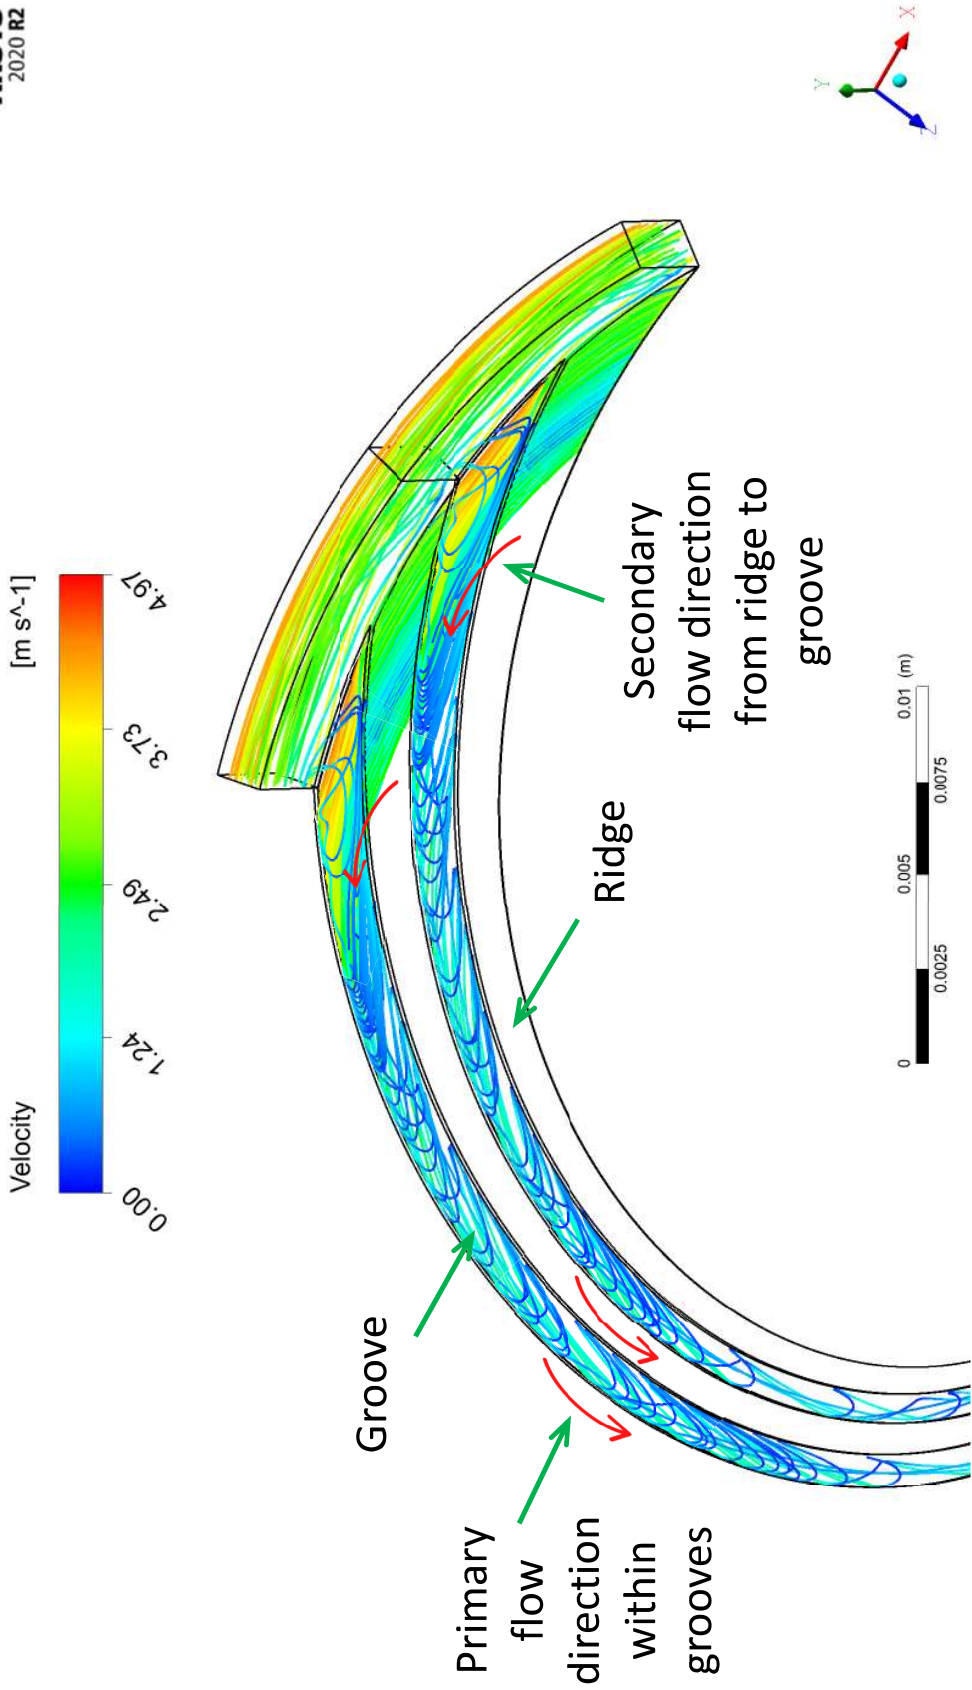 2020 R2
Velocity
[m s^-1]
0.00
1.24
2.49
3.73
4.97
Groove
Primary
flow
direction
within
grooves
Ridge
Secondary
flow direction
from ridge to
groove
0
0.0025
0.005
0.0075
0.01 (m)
Y
X
Z